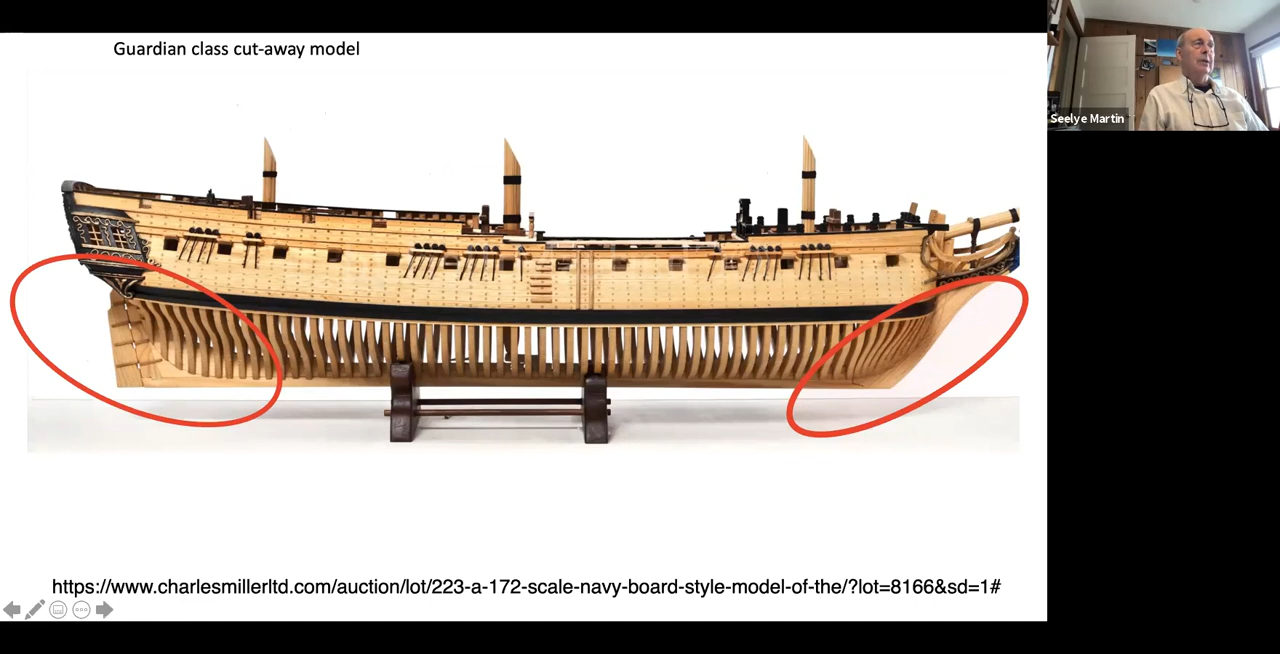 Guardian class cut-away model
Seelye Martin
https://www.charlesmillerltd.com/auction/lot/223-a-172-scale-navy-board-style-model-of-the/?lot=8166&sd=1#